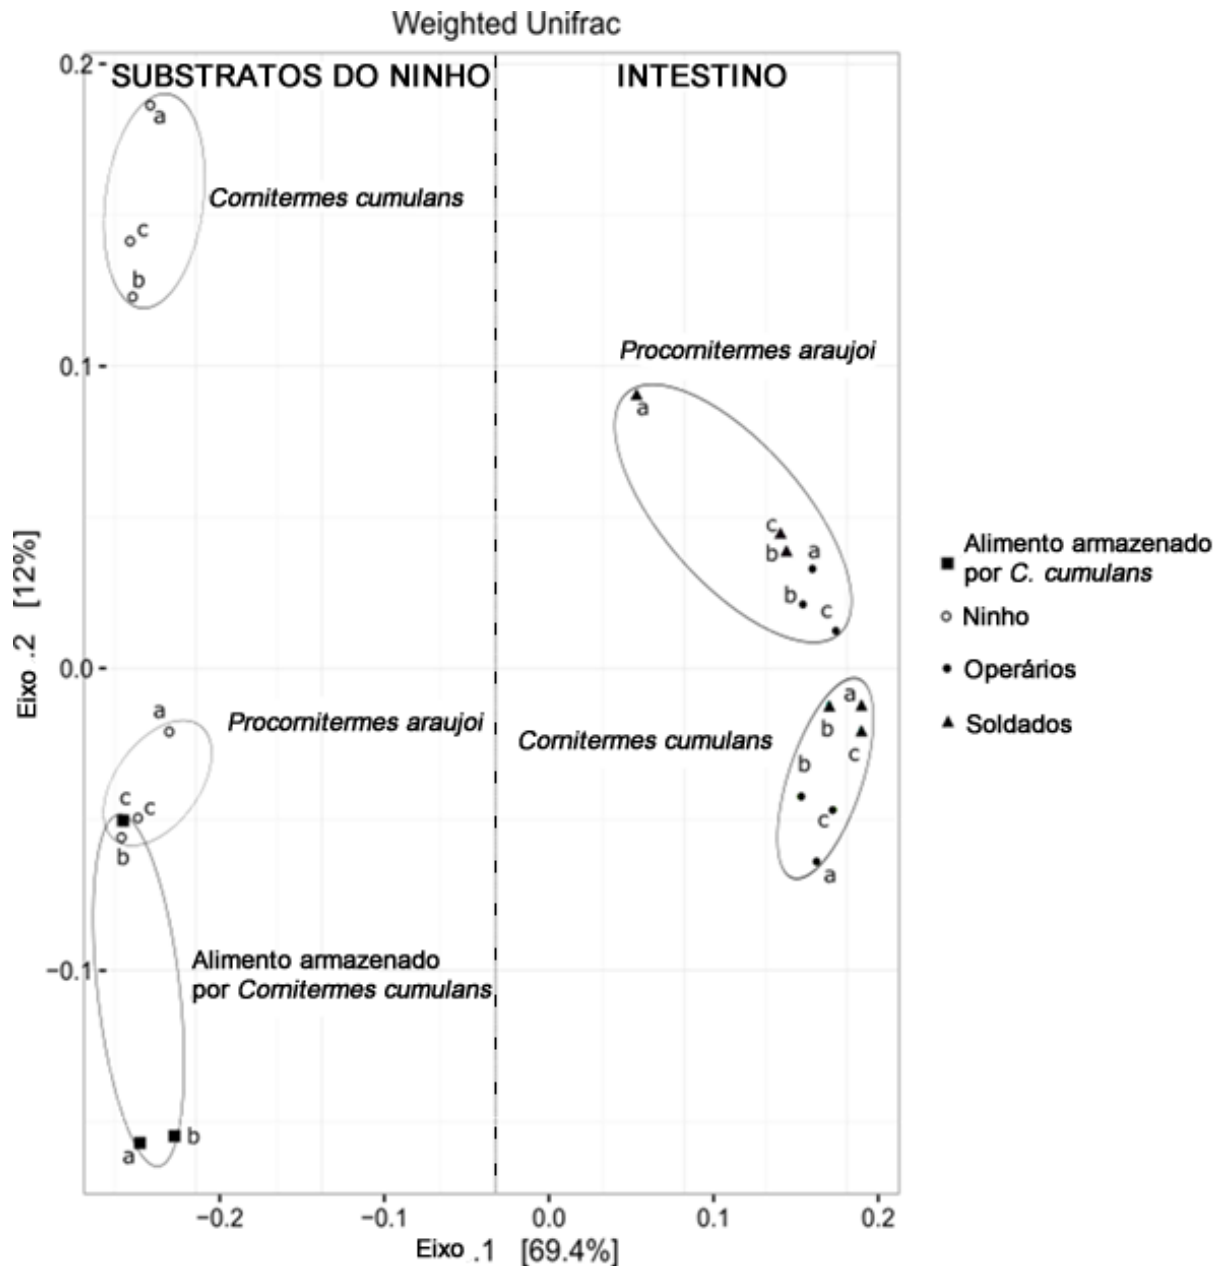 Weighted Unifrac
SUBSTRATOS DO NINHO
INTESTINO
0.2
a
Cornitermes cumulans
c
b
Procornitermes araujoi
0.1
a
c
b
a
b
c
0.0
a
Procornitermes araujoi
c
c
b
Cornitermes cumulans
a
b
b
c
c
a
Alimento armazenado
por Cornitermes cumulans
-0.1
b
a
Eixo .2 [12%]
-0.2
-0.1
0.0
0.1
0.2
Eixo .1 [69.4%]
Alimento armazenado
por C. cumulans
Ninho
Operários
Soldados